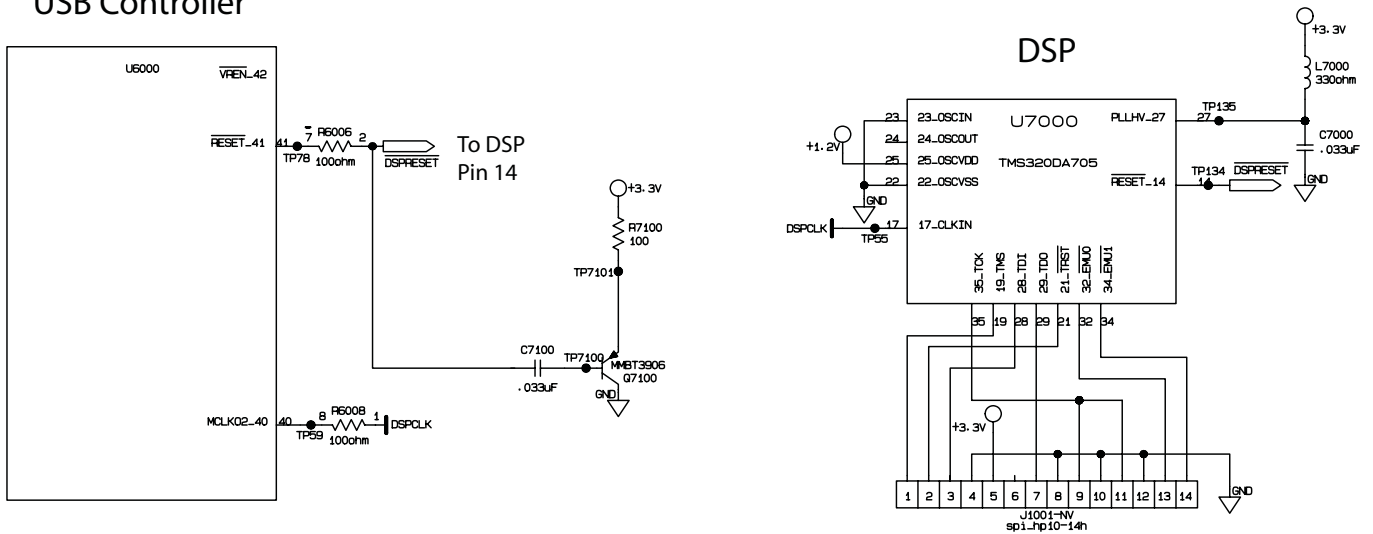 USB Controller
U6000
VREN_42
RESET_41
41
TP78
7
R6006
2
100ohm
DSPRESET
To DSP
Pin 14
+3.3V
R7100
100
TP7101
C7100
.033uF
TP7100
MMBT3906
Q7100
GND
MCLKO2_40
40
TP59
8
R6008
1
100ohm
DSPCLK
DSP
+3.3V
L7000
330ohm
TP135
27
C7000
.033uF
GND
TP134
14
DSPRESET
U7000
TMS320DA705
PLLHV_27
RESET_14
23
23_OSCIN
24
24_OSCOUT
+1.2V
25
25_OSCVDD
22
22_OSCVSS
GND
DSPCLK
TP55
17
17_CLKIN
35_TCK
19_TMS
28_TDI
29_TDO
21_TRST
32_EMU0
34_EMU1
35 19 28 29 21 32 34
+3.3V
GND
1 2 3 4 5 6 7 8 9 10 11 12 13 14
J1001-NV
spi_hp10-14h